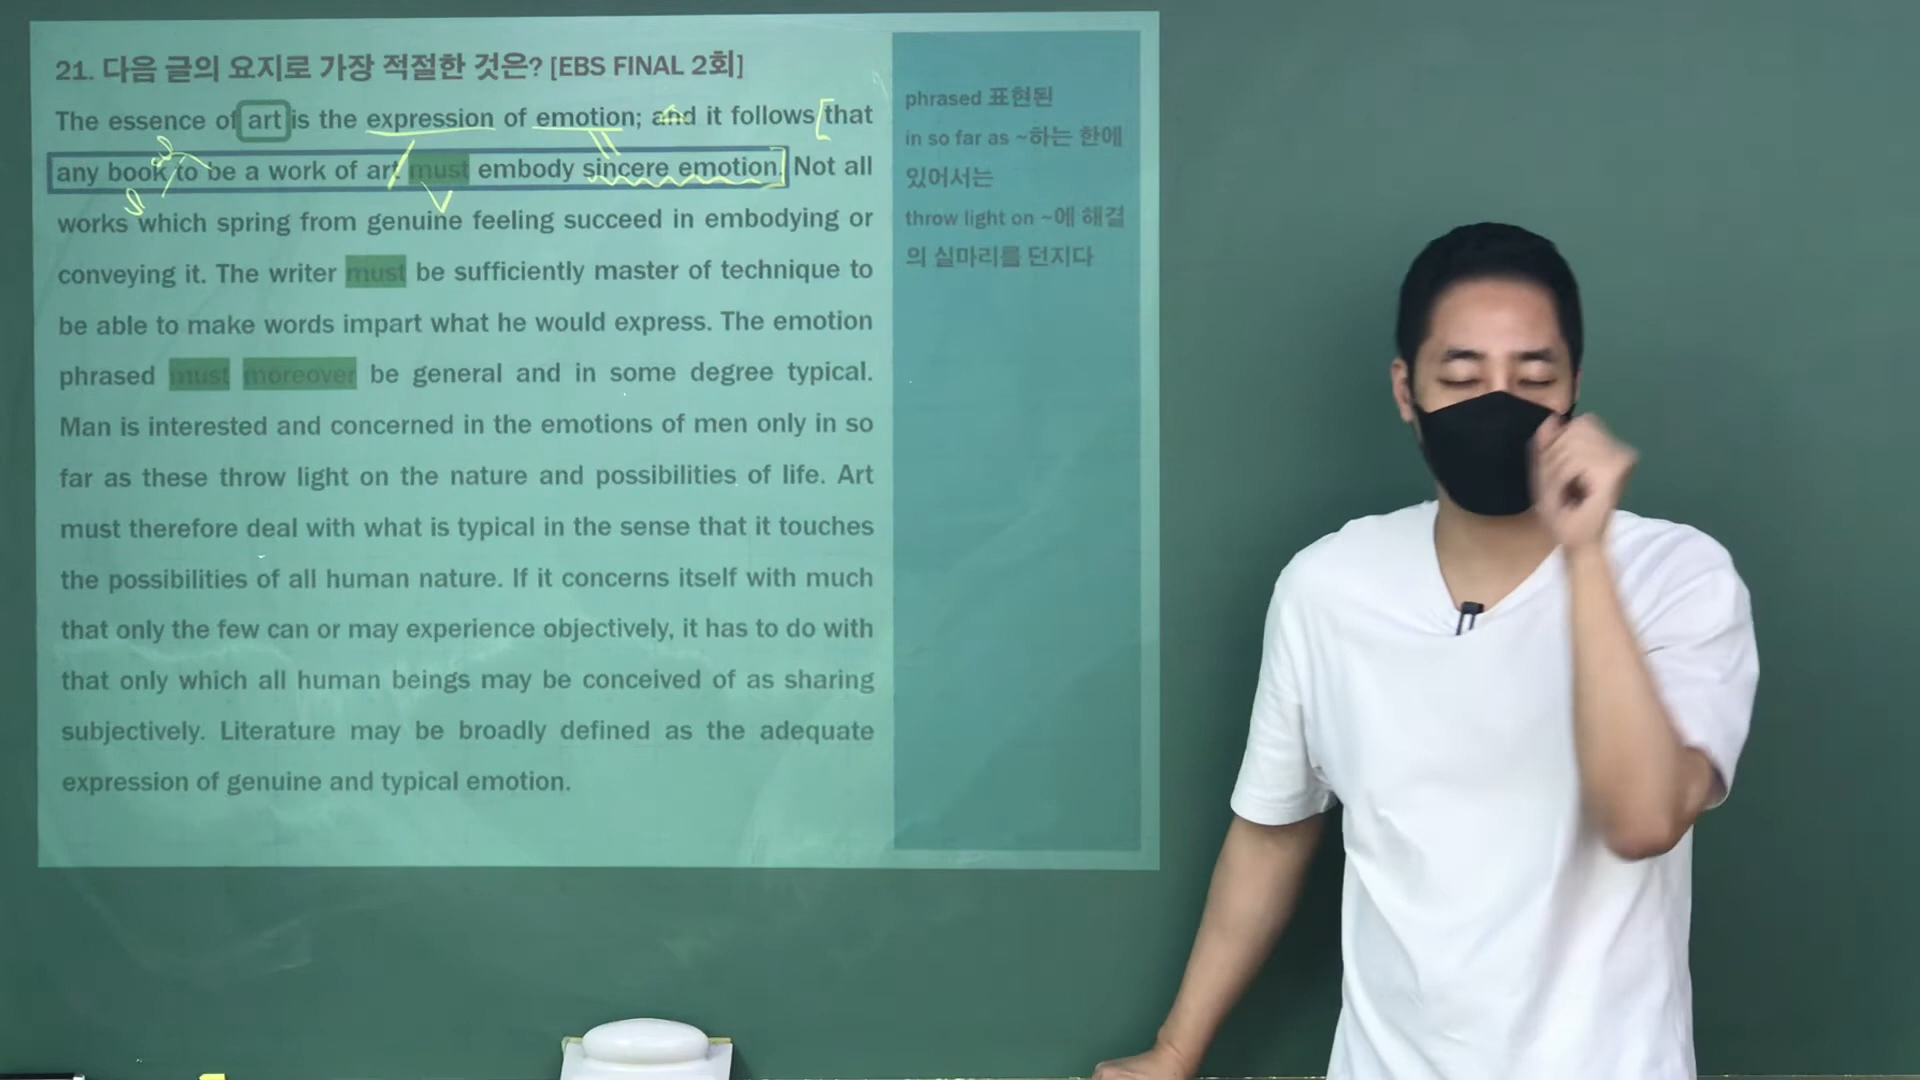 21. 다음 글의 요지로 가장 적절한 것은? [EBS FINAL 2회]
The essence of art is the expression of emotion; and it follows that
any book to be a work of art must embody sincere emotion. Not all
works which spring from genuine feeling succeed in embodying or
conveying it. The writer must be sufficiently master of technique to
be able to make words impart what he would express. The emotion
phrased must moreover be general and in some degree typical.
Man is interested and concerned in the emotions of men only in so
far as these throw light on the nature and possibilities of life. Art
must therefore deal with what is typical in the sense that it touches
the possibilities of all human nature. If it concerns itself with much
that only the few can or may experience objectively, it has to do with
that only which all human beings may be conceived of as sharing
subjectively. Literature may be broadly defined as the adequate
expression of genuine and typical emotion.
phrased 표현된
in so far as ~하는 한에
있어서는
throw light on ~에 해결
의 실마리를 던지다